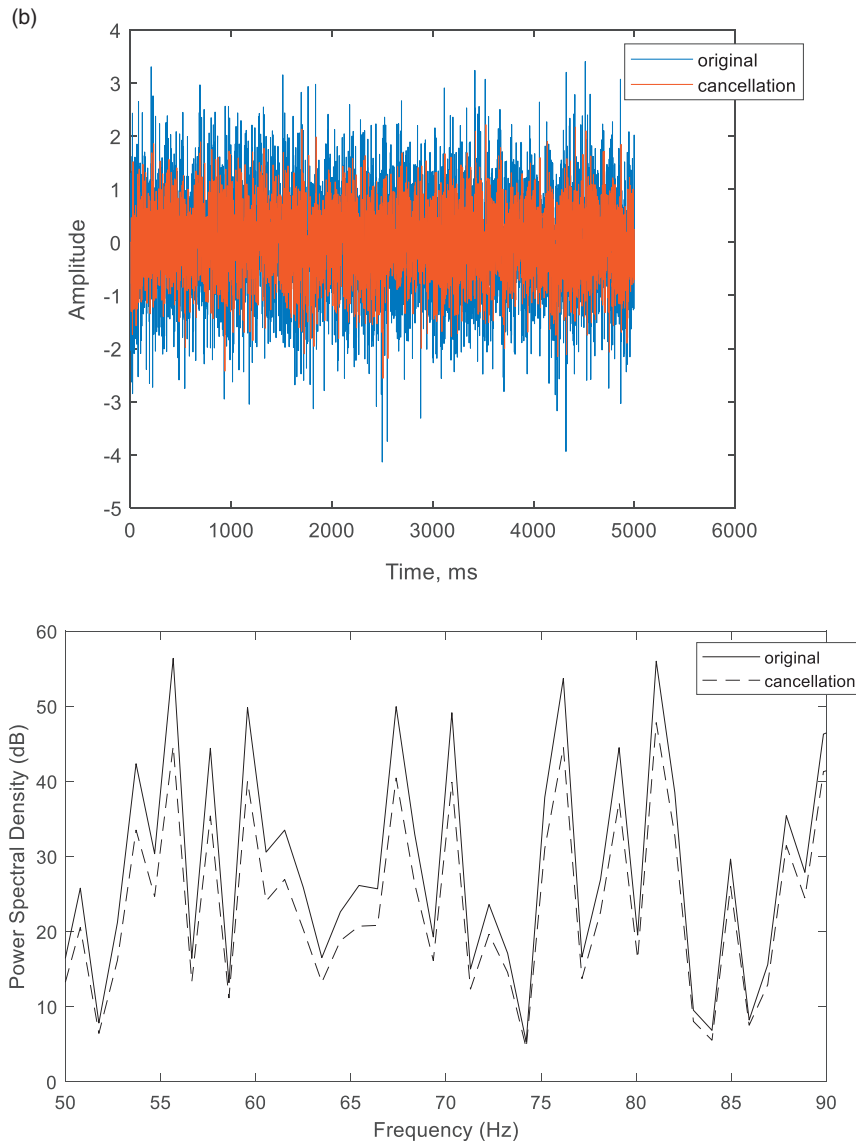 (b)
4
3
2
1
0
-1
-2
-3
-4
-5
Amplitude
original
cancellation
0 1000 2000 3000 4000 5000 6000
Time, ms
60
50
40
30
20
10
0
Power Spectral Density (dB)
original
cancellation
50 55 60 65 70 75 80 85 90
Frequency (Hz)